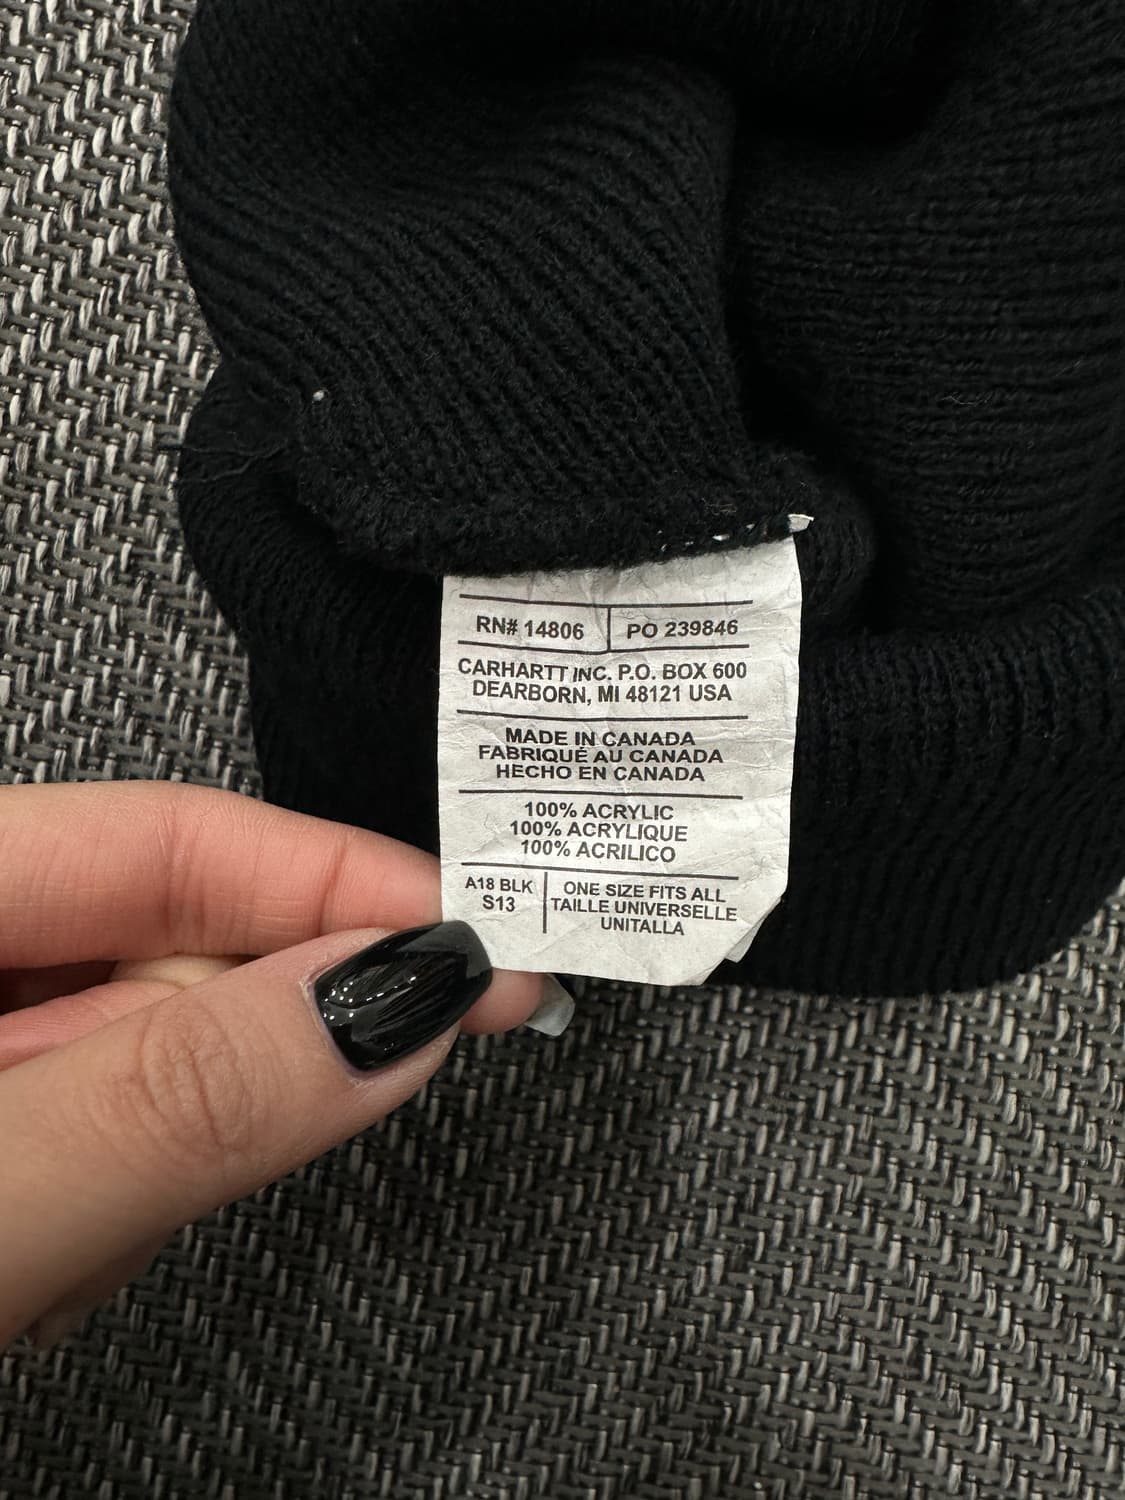 RN# 14806 PO 239846
CARHARTT INC. P.O. BOX 600
DEARBORN, MI 48121 USA
MADE IN CANADA
FABRIQUÉ AU CANADA
HECHO EN CANADA
100% ACRYLIC
100% ACRYLIQUE
100% ACRILICO
A18 BLK
S13
ONE SIZE FITS ALL
TAILLE UNIVERSELLE
UNITALLA